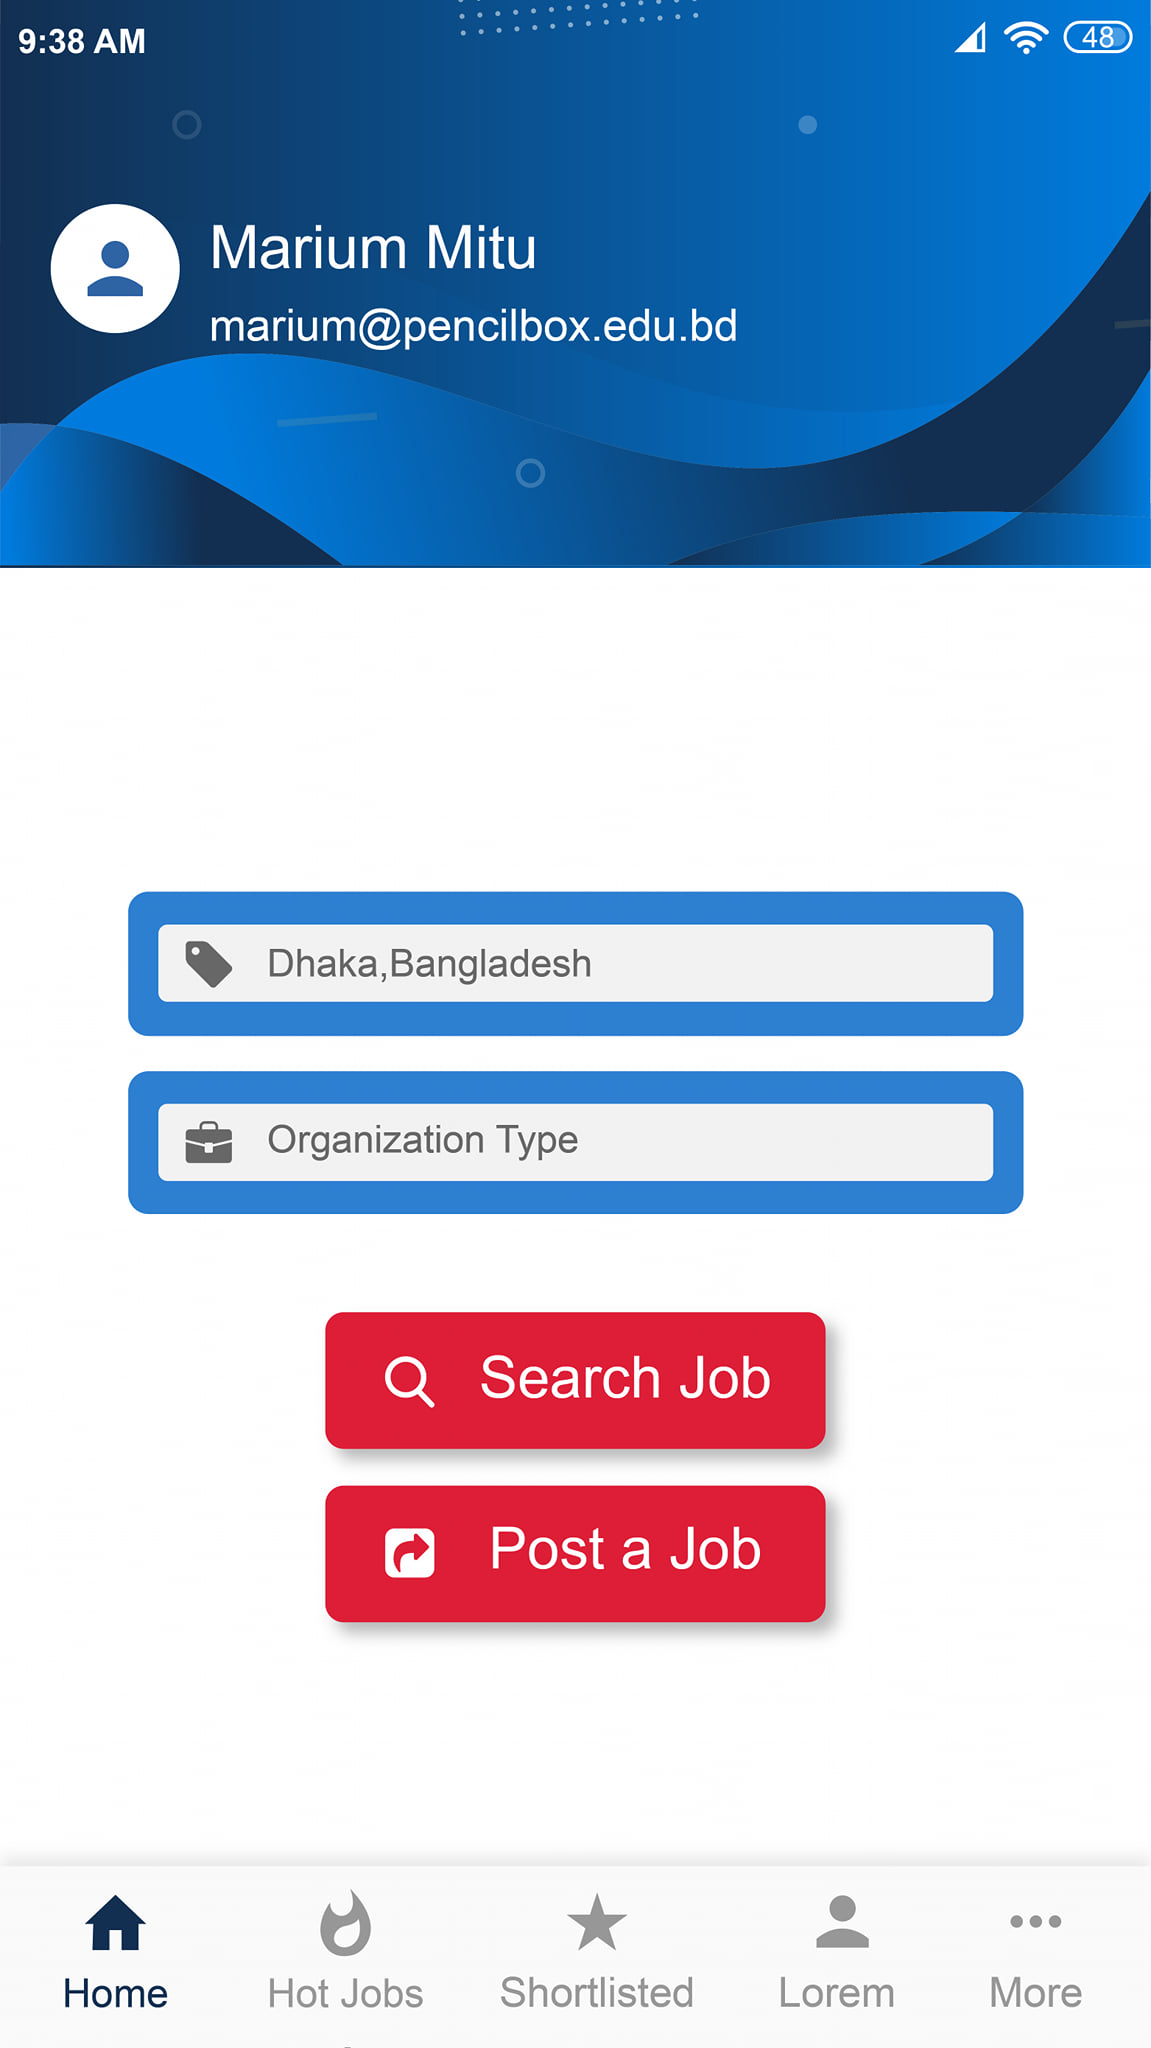 9:38 AM
48
Marium Mitu
marium@pencilbox.edu.bd
Dhaka,Bangladesh
Organization Type
Search Job
Post a Job
Home
Hot Jobs
Shortlisted
Lorem
More